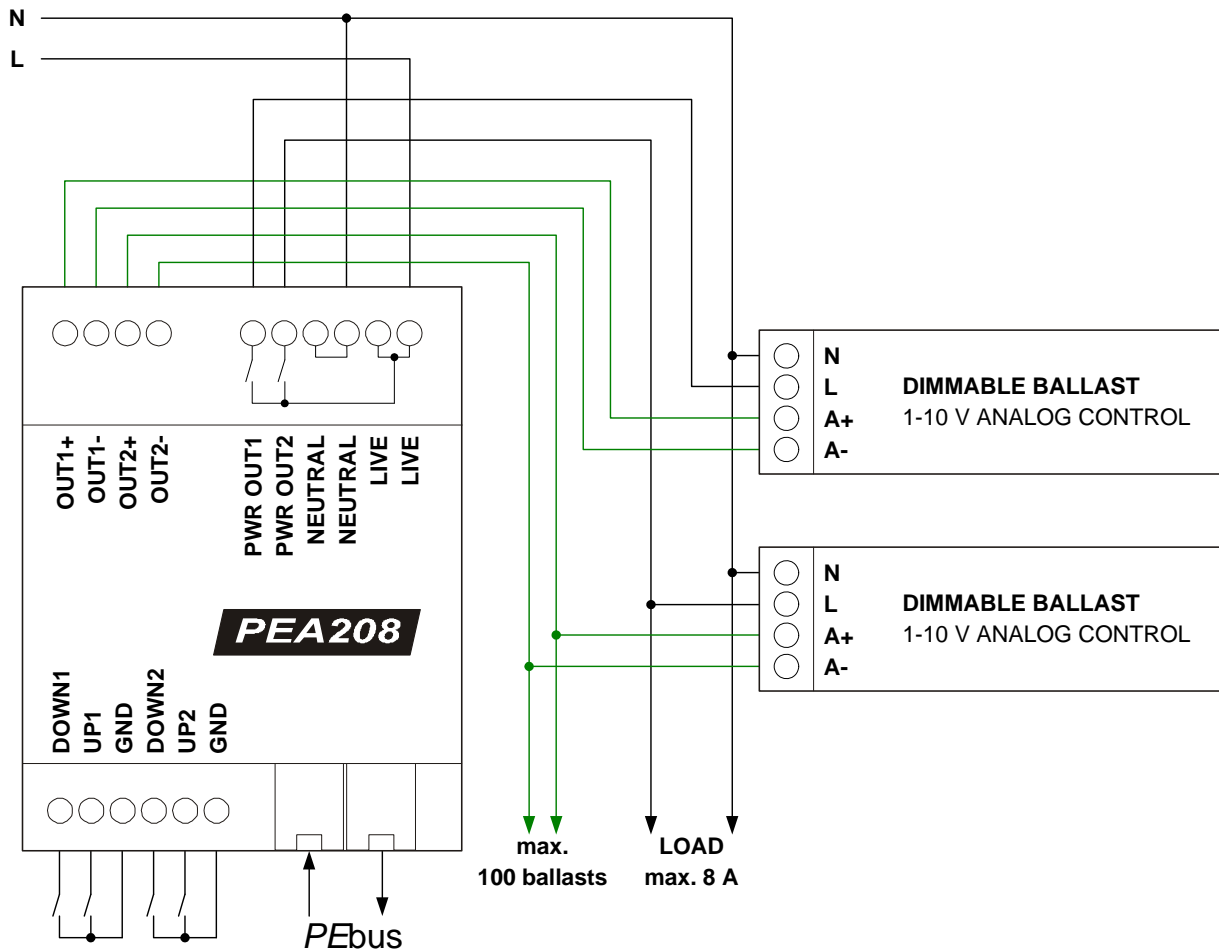 N
L
OUT1+
OUT1-
OUT2+
OUT2-
PWR OUT1
PWR OUT2
NEUTRAL
NEUTRAL
LIVE
LIVE
PEA208
DOWN1
UP1
GND
DOWN2
UP2
GND
PEbus
max.
100 ballasts
LOAD
max. 8 A
N
L
A+
A-
DIMMABLE BALLAST
1-10 V ANALOG CONTROL
N
L
A+
A-
DIMMABLE BALLAST
1-10 V ANALOG CONTROL